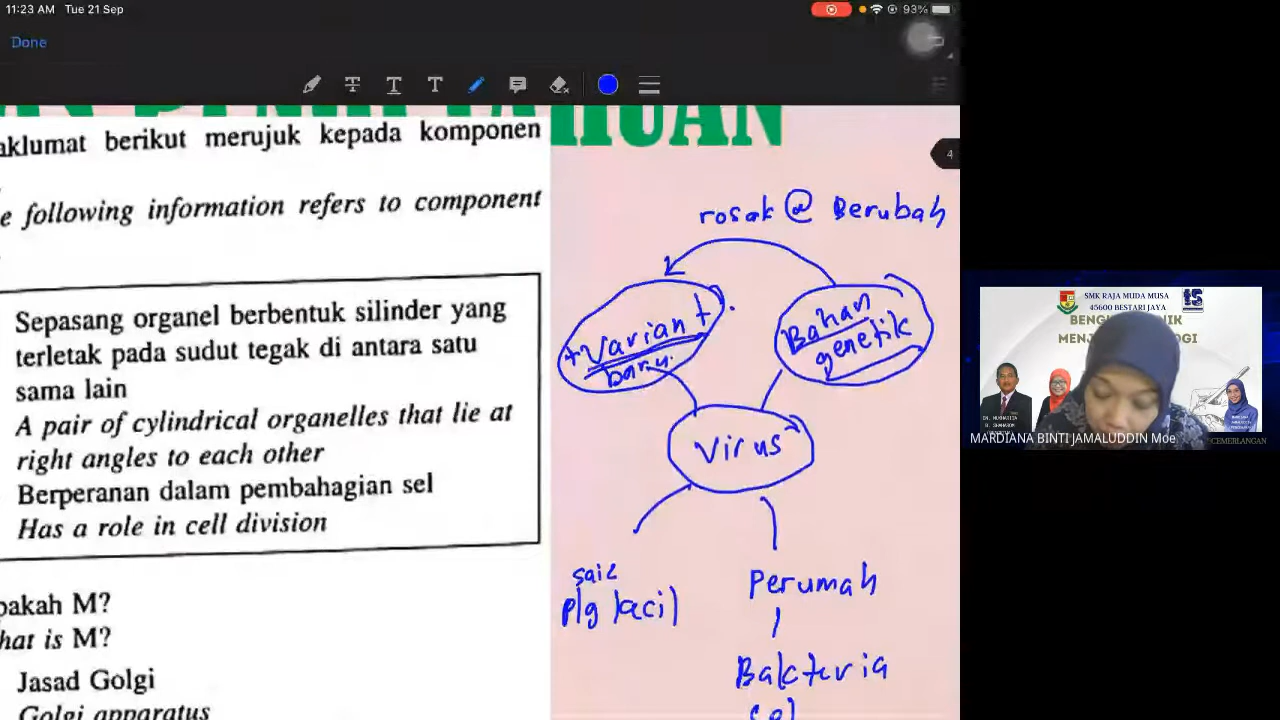 11:23 AM Tue 21 Sep
93%
Done
4
aklumat berikut merujuk kepada komponen
e following information refers to component
Sepasang organel berbentuk silinder yang
terletak pada sudut tegak di antara satu
sama lain
A pair of cylindrical organelles that lie at
right angles to each other
Berperanan dalam pembahagian sel
Has a role in cell division
pakah M?
hat is M?
Jasad Golgi
Golgi apparatus
rosak @ Berubah
Variant
baru
Bahan
genetik
Virus
saiz
plg kecil
Perumah
Bakteria
sel
SMK RAJA MUDA MUSA
45600 BESTARI JAYA
ts
MARDIANA BINTI JAMALUDDIN Moe